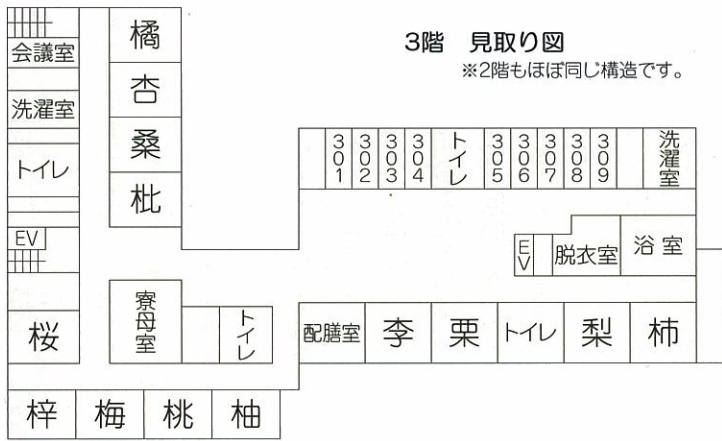 3階 見取り図
※2階もほぼ同じ構造です。
会議室
洗濯室
トイレ
EV
桜
橘
杏
桑
枇
寮母室
トイレ
梓
梅
桃
柚
301
302
303
304
トイレ
305
306
307
308
309
洗濯室
EV
脱衣室
浴室
配膳室
李
栗
トイレ
梨
柿